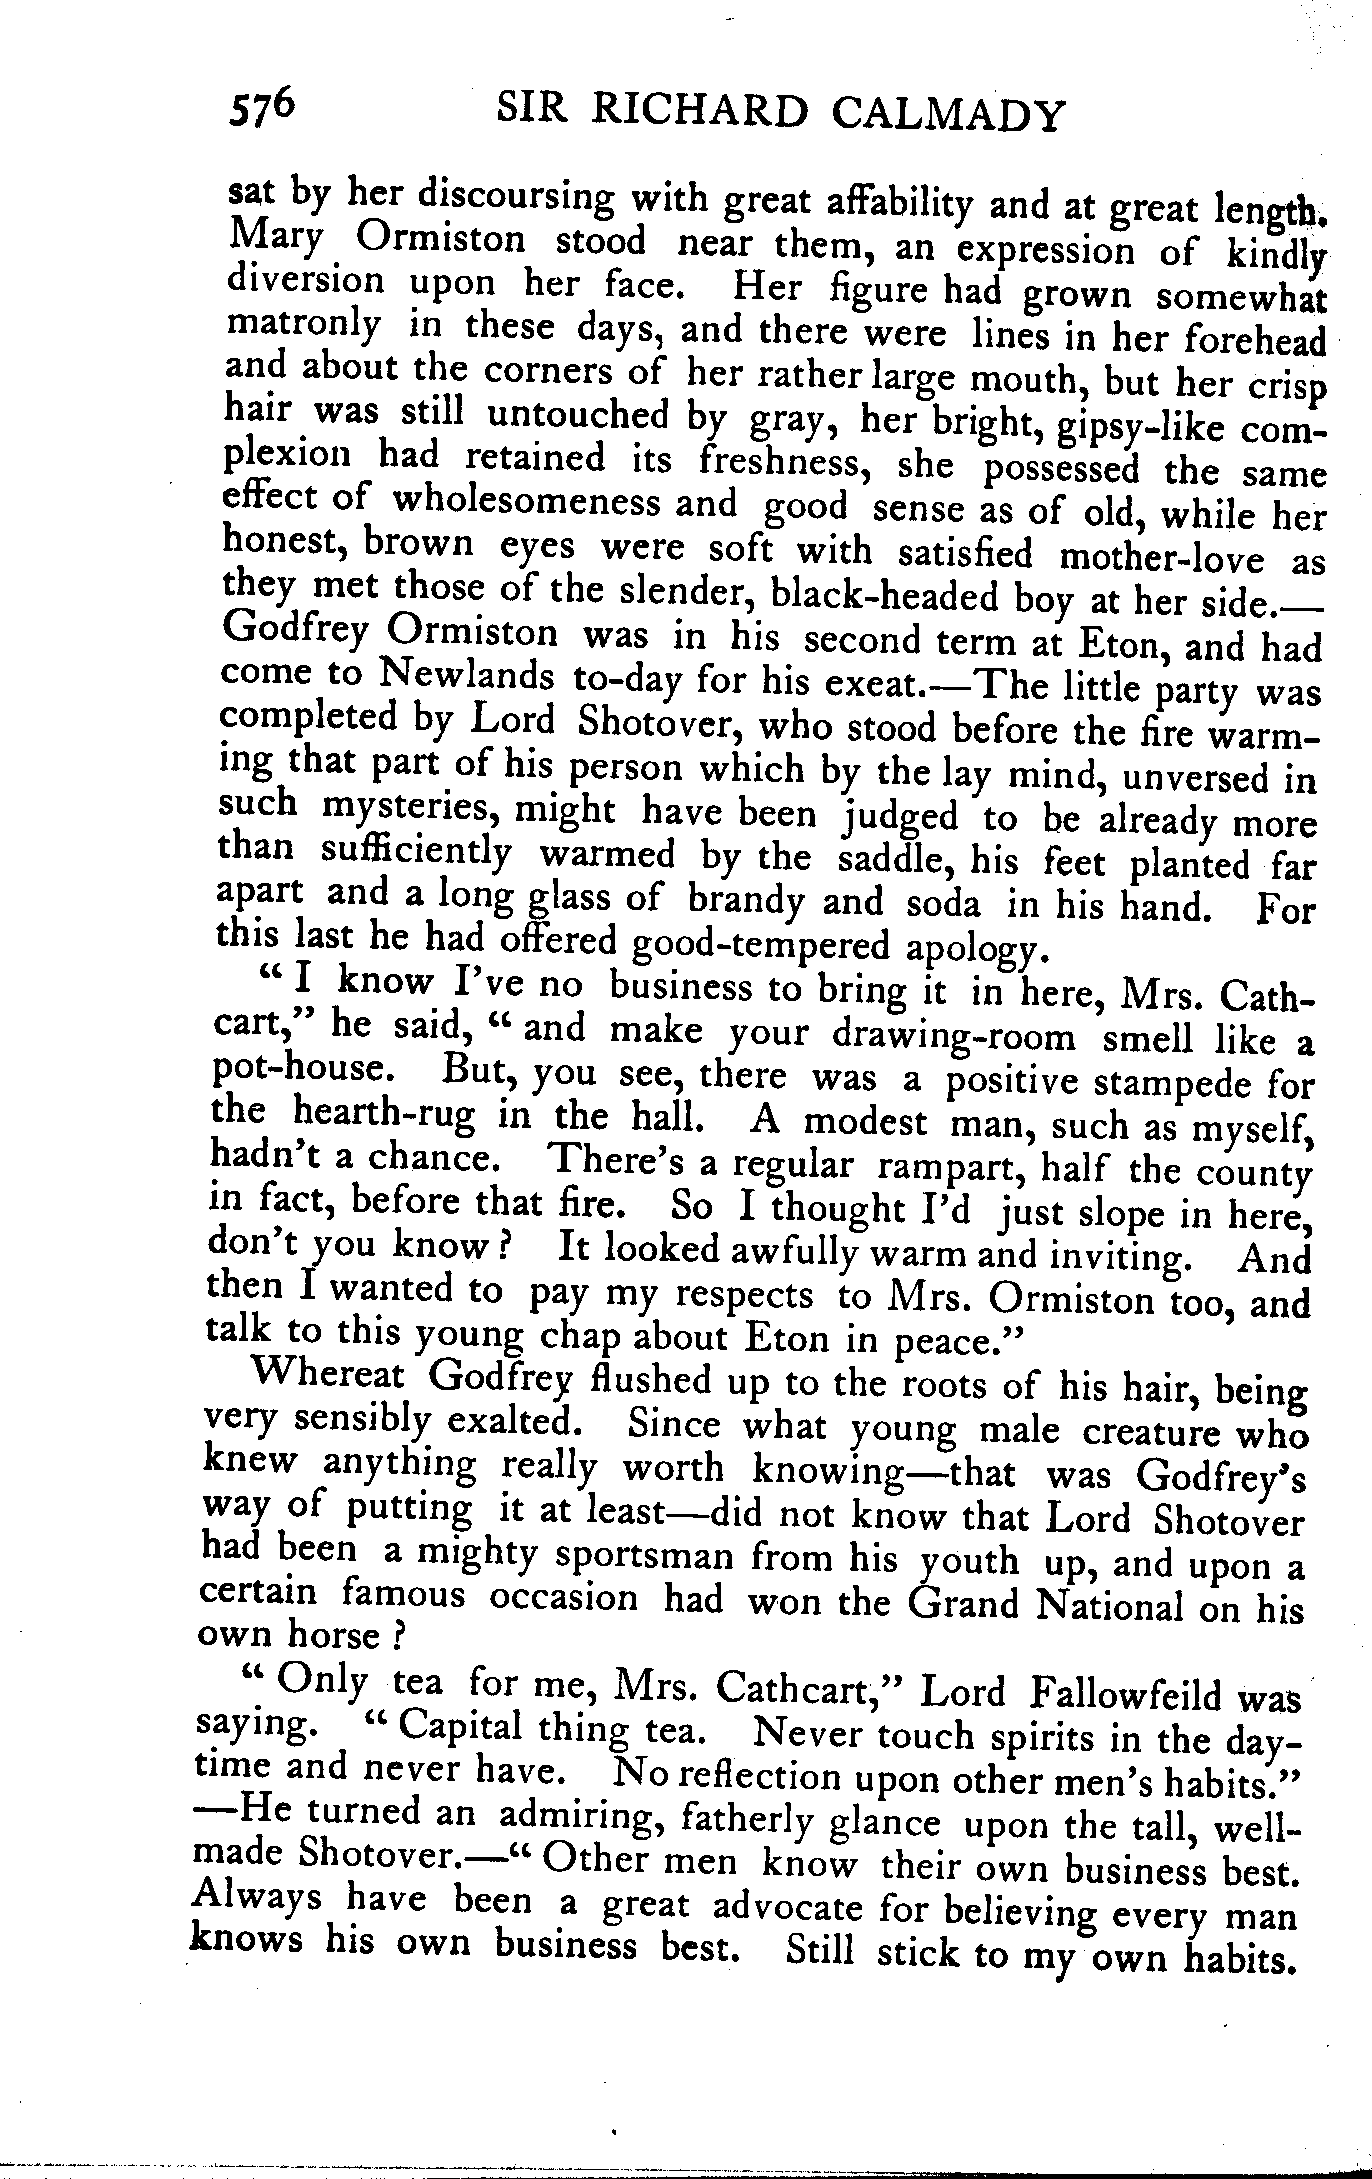 576 SIR RICHARD CALMADY
sat by her discoursing with great affability and at great length.
Mary Ormiston stood near them, an expression of kindly
diversion upon her face. Her figure had grown somewhat
matronly in these days, and there were lines in her forehead
and about the corners of her rather large mouth, but her crisp
hair was still untouched by gray, her bright, gipsy-like com-
plexion had retained its freshness, she possessed the same
effect of wholesomeness and good sense as of old, while her
honest, brown eyes were soft with satisfied mother-love as
they met those of the slender, black-headed boy at her side.—
Godfrey Ormiston was in his second term at Eton, and had
come to Newlands to-day for his exeat.—The little party was
completed by Lord Shotover, who stood before the fire warm-
ing that part of his person which by the lay mind, unversed in
such mysteries, might have been judged to be already more
than sufficiently warmed by the saddle, his feet planted far
apart and a long glass of brandy and soda in his hand. For
this last he had offered good-tempered apology.
“I know I've no business to bring it in here, Mrs. Cath-
cart,” he said, “and make your drawing-room smell like a
pot-house. But, you see, there was a positive stampede for
the hearth-rug in the hall. A modest man, such as myself,
hadn't a chance. There's a regular rampart, half the county
in fact, before that fire. So I thought I'd just slope in here,
don't you know? It looked awfully warm and inviting. And
then I wanted to pay my respects to Mrs. Ormiston too, and
talk to this young chap about Eton in peace.”
Whereat Godfrey flushed up to the roots of his hair, being
very sensibly exalted. Since what young male creature who
knew anything really worth knowing—that was Godfrey's
way of putting it at least—did not know that Lord Shotover
had been a mighty sportsman from his youth up, and upon a
certain famous occasion had won the Grand National on his
own horse?
“Only tea for me, Mrs. Cathcart,” Lord Fallowfeild was
saying. “Capital thing tea. Never touch spirits in the day-
time and never have. No reflection upon other men's habits.”
—He turned an admiring, fatherly glance upon the tall, well-
made Shotover.—“Other men know their own business best.
Always have been a great advocate for believing every man
knows his own business best. Still stick to my own habits.